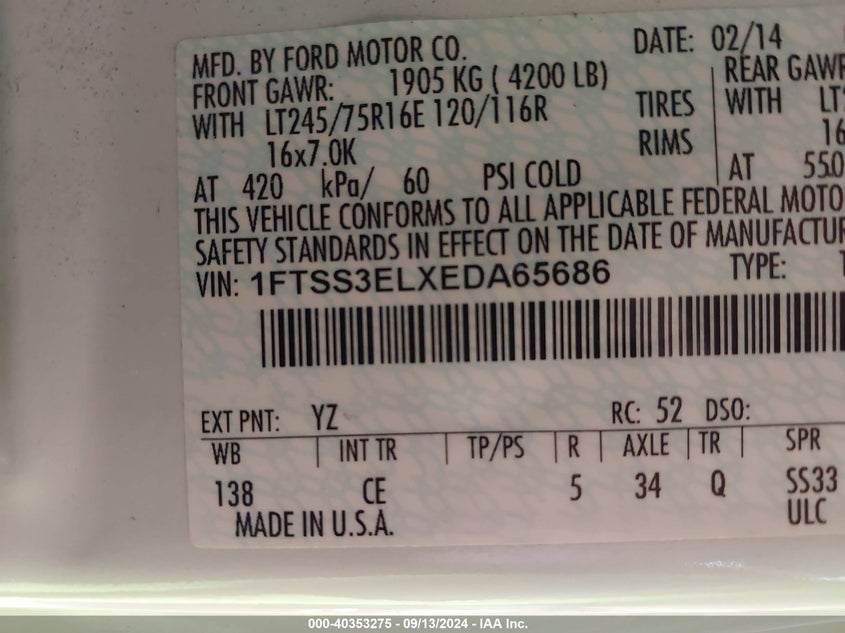 MFD. BY FORD MOTOR CO. DATE: 02/14
FRONT GAWR: 1905 KG ( 4200 LB) REAR GAWR
WITH LT245/75R16E 120/116R TIRES WITH
16x7.0K RIMS 16
AT 420 kPa/ 60 PSI COLD AT 55.0
THIS VEHICLE CONFORMS TO ALL APPLICABLE FEDERAL MOTO
SAFETY STANDARDS IN EFFECT ON THE DATE OF MANUFACTUR
VIN: 1FTSS3ELXEDA65686 TYPE:
EXT PNT: YZ RC: 52 DSO:
WB INT TR TP/PS R AXLE TR SPR
138 CE 5 34 Q SS33
ULC
MADE IN U.S.A.
000-40353275 - 09/13/2024 - IAA Inc.